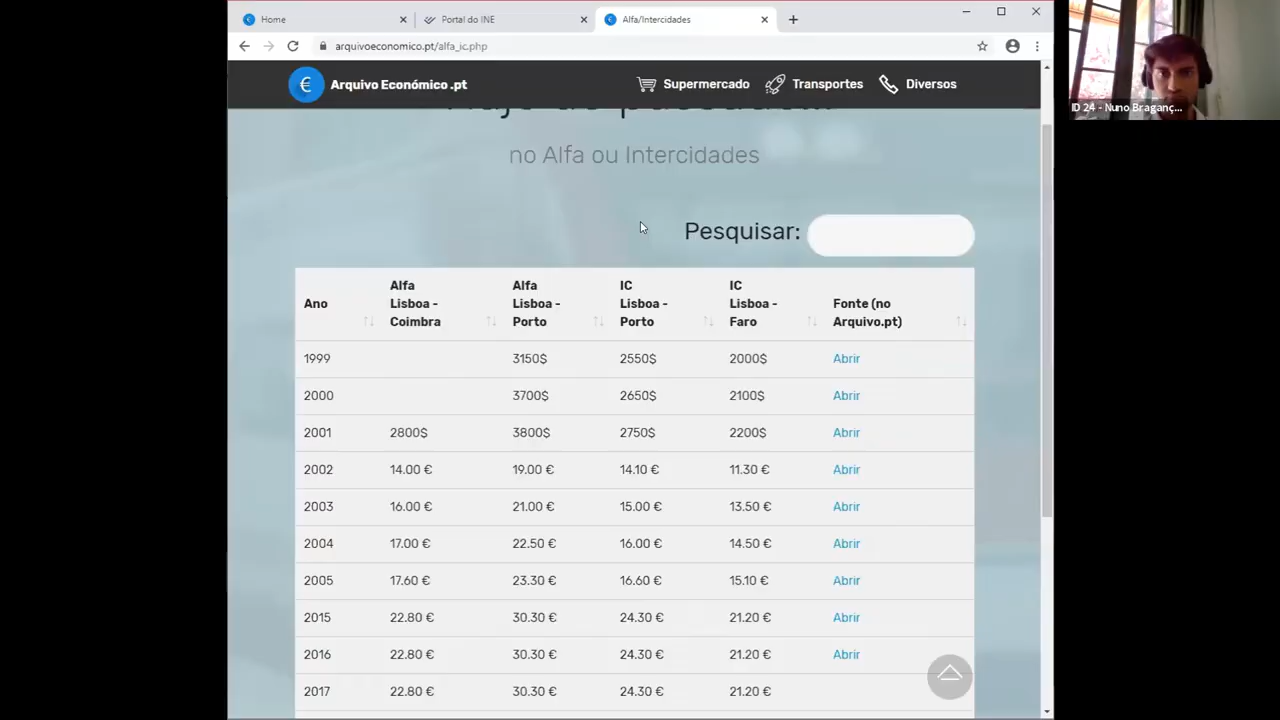 Home
Portal do INE
Alfa/Intercidades
arquivoeconomico.pt/alfa_ic.php
€ Arquivo Económico .pt Supermercado Transportes Diversos
no Alfa ou Intercidades
Pesquisar:
Ano Alfa Lisboa - Coimbra Alfa Lisboa - Porto IC Lisboa - Porto IC Lisboa - Faro Fonte (no Arquivo.pt)
1999 3150$ 2550$ 2000$ Abrir
2000 3700$ 2650$ 2100$ Abrir
2001 2800$ 3800$ 2750$ 2200$ Abrir
2002 14.00 € 19.00 € 14.10 € 11.30 € Abrir
2003 16.00 € 21.00 € 15.00 € 13.50 € Abrir
2004 17.00 € 22.50 € 16.00 € 14.50 € Abrir
2005 17.60 € 23.30 € 16.60 € 15.10 € Abrir
2015 22.80 € 30.30 € 24.30 € 21.20 € Abrir
2016 22.80 € 30.30 € 24.30 € 21.20 € Abrir
2017 22.80 € 30.30 € 24.30 € 21.20 €
ID 24 - Nuno Braganç...